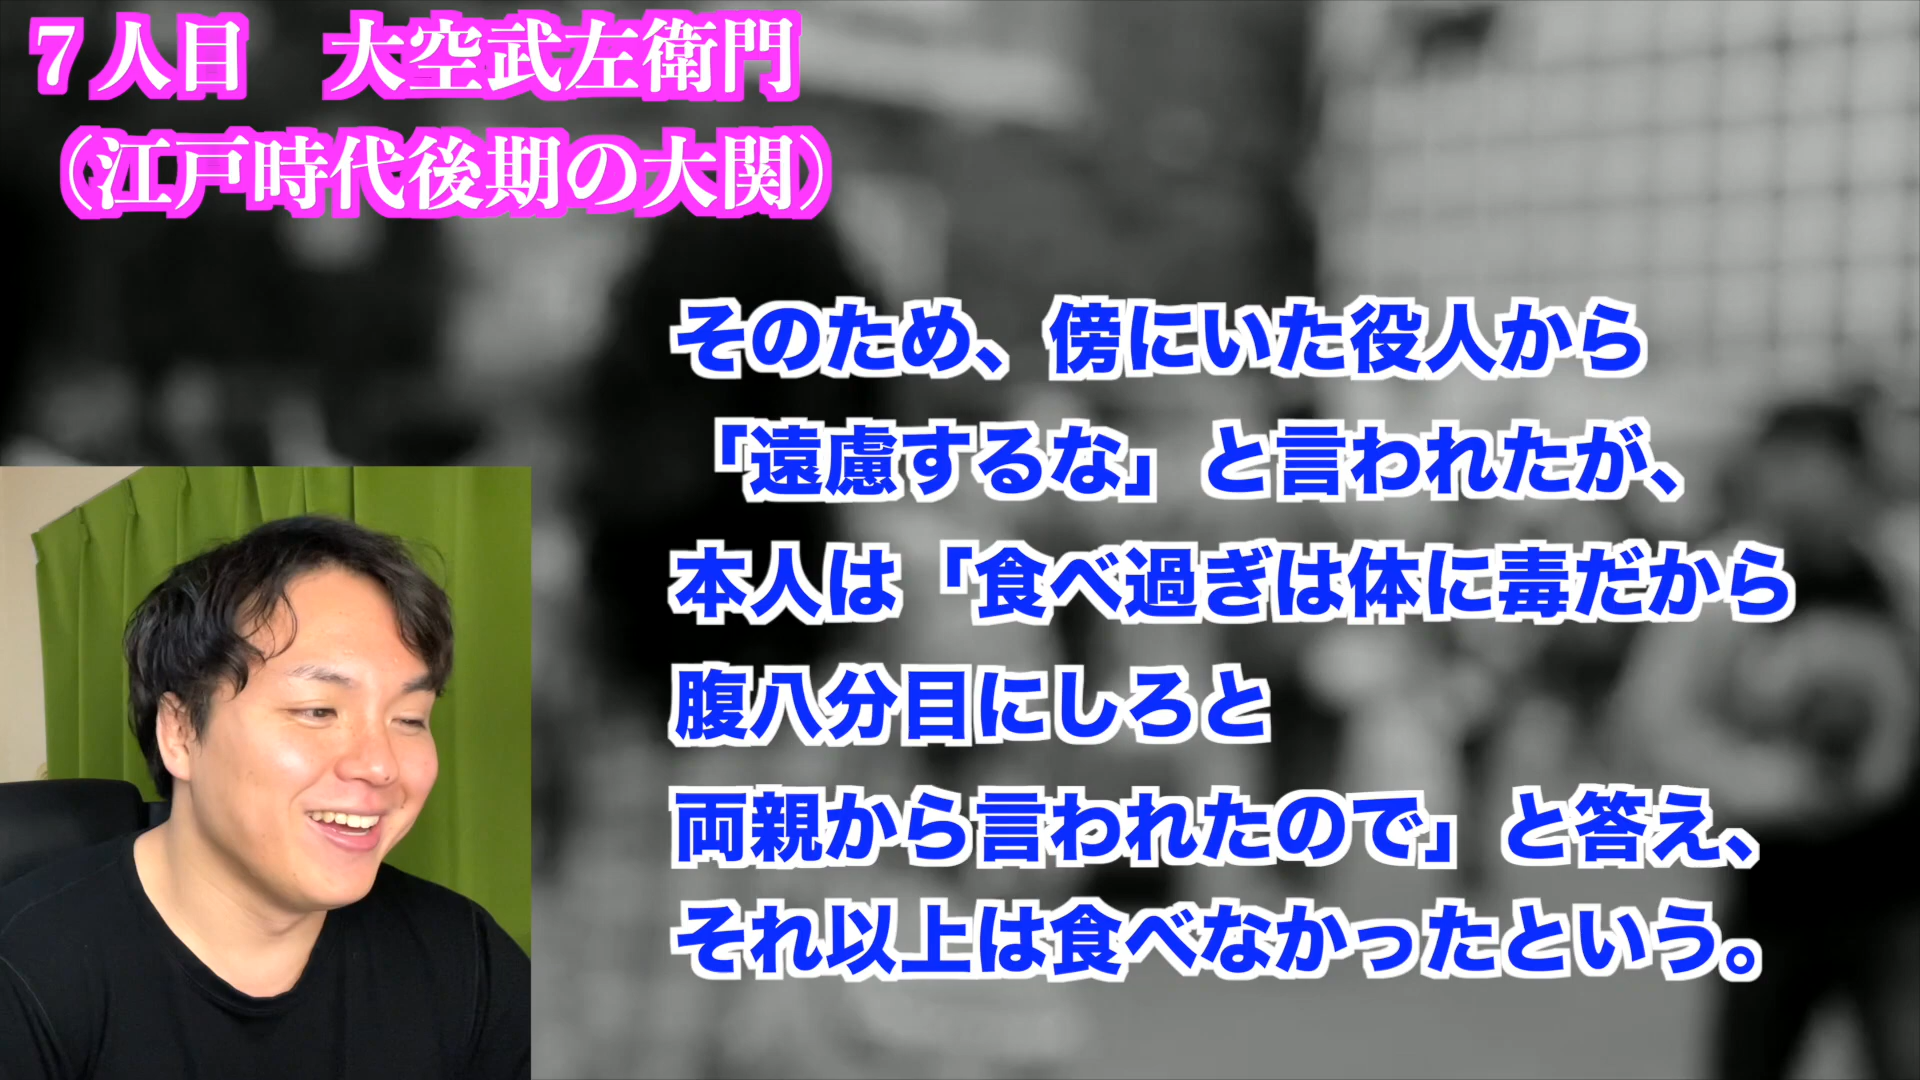 ７人目　大空武左衛門
（江戸時代後期の大関）
そのため、傍にいた役人から
「遠慮するな」と言われたが、
本人は「食べ過ぎは体に毒だから
腹八分目にしろと
両親から言われたので」と答え、
それ以上は食べなかったという。